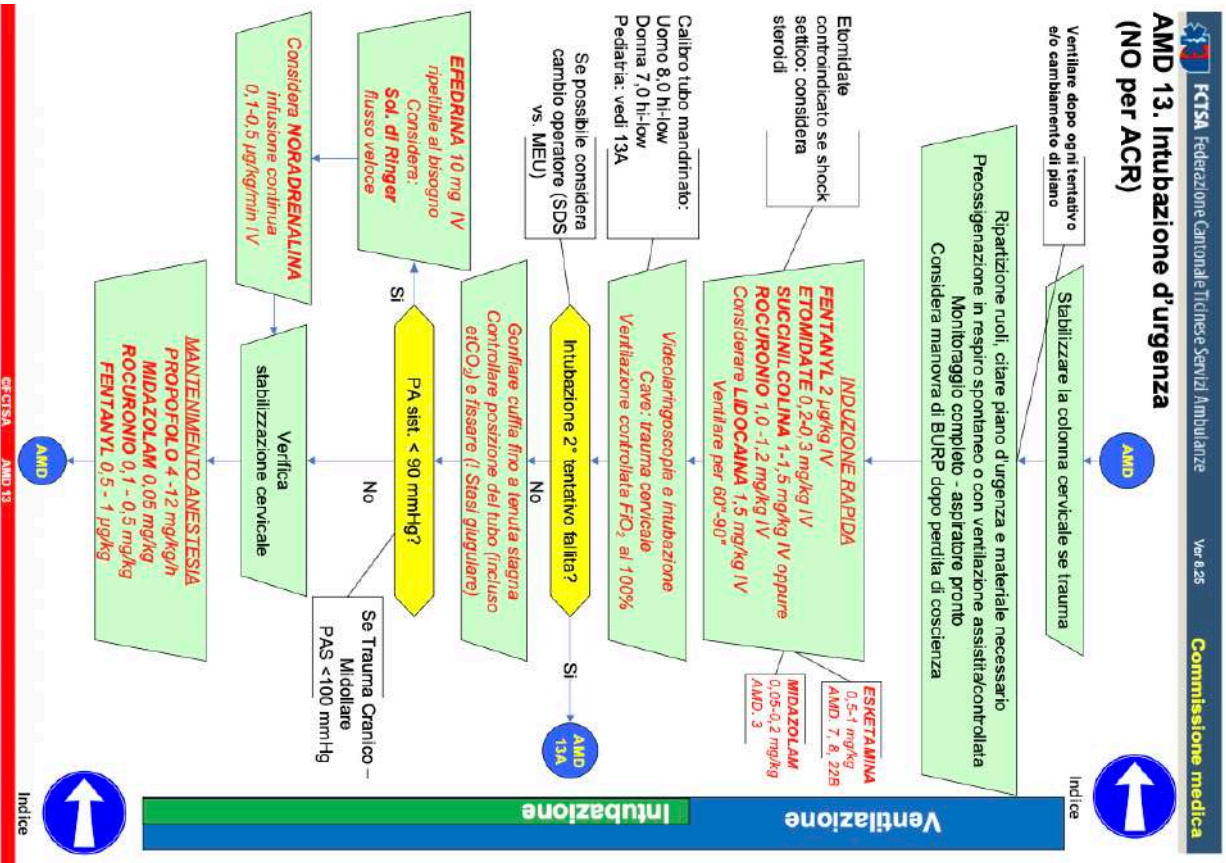 FCTSA Federazione Cantonale Ticinese Servizi Ambulanze
Ver 8.25
Commissione medica
AMD 13. Intubazione d'urgenza
(NO per ACR)
AMD
Indice
Ventilare dopo ogni tentativo
e/o cambiamento di piano
Stabilizzare la colonna cervicale se trauma
Ripartizione ruoli, citare piano d'urgenza e materiale necessario
Preossigenazione in respiro spontaneo o con ventilazione assistita/controllata
Monitoraggio completo - aspiratore pronto
Considera manovra di BURP dopo perdita di coscienza
Etomidate
controindicato se shock
settico: considera
steroidi
INDUZIONE RAPIDA
FENTANYL 2 µg/kg IV
ETOMIDATE 0,2-0,3 mg/kg IV
SUCCINILCOLINA 1-1,5 mg/kg IV oppure
ROCURONIO 1,0 -1,2 mg/kg IV
Considerare LIDOCAINA 1,5 mg/kg IV
Ventilare per 60"-90"
ESKETAMINA
0,5-1 mg/kg
AMD. 7, 8, 22B
MIDAZOLAM
0,05-0,2 mg/kg
AMD. 3
Calibro tubo mandrinato:
Uomo 8,0 hi-low
Donna 7,0 hi-low
Pediatria: vedi 13A
Videolaringoscopia e intubazione
Cave: trauma cervicale
Ventilazione controllata FiO2 al 100%
Se possibile considera
cambio operatore (SDS
vs. MEU)
Intubazione 2° tentativo fallita?
Si
AMD
13A
No
Gonfiare cuffia fino a tenuta stagna
Controllare posizione del tubo (incluso
etCO2) e fissare (! Stasi giugulare)
EFEDRINA 10 mg IV
ripetibile al bisogno
Considera:
Sol. di Ringer
flusso veloce
Si
PA sist. < 90 mmHg?
No
Se Trauma Cranico –
Midollare
PAS <100 mmHg
Considera NORADRENALINA
infusione continua
0,1-0,5 µg/kg/min IV
Verifica
stabilizzazione cervicale
MANTENIMENTO ANESTESIA
PROPOFOLO 4 -12 mg/kg/h
MIDAZOLAM 0,05 mg/kg
ROCURONIO 0,1 - 0,5 mg/kg
FENTANYL 0,5 - 1 µg/kg
AMD
Ventilazione
Intubazione
Indice
©FCTSA AMD 13